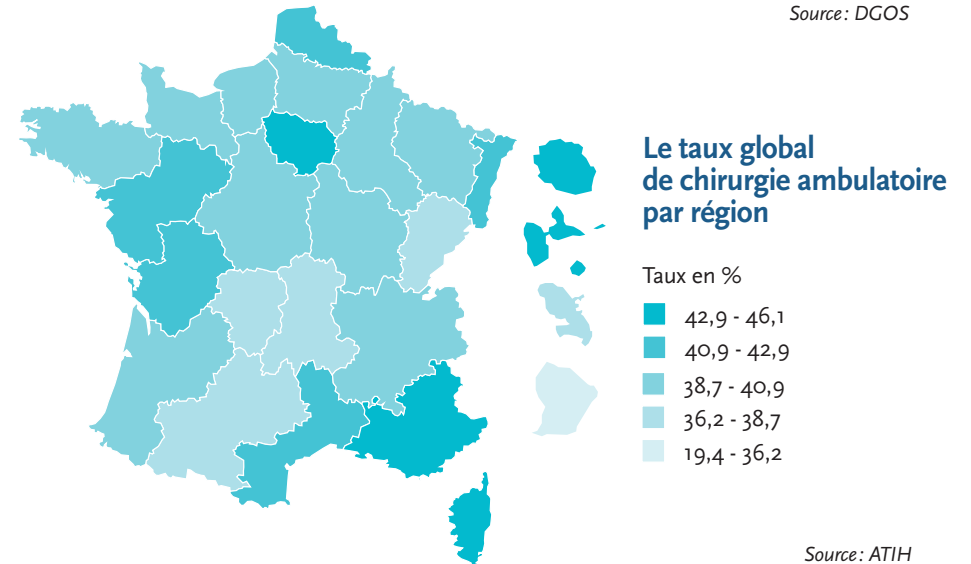 Source : DGOS
Le taux global
de chirurgie ambulatoire
par région
Taux en %
42,9 - 46,1
40,9 - 42,9
38,7 - 40,9
36,2 - 38,7
19,4 - 36,2
Source : ATIH